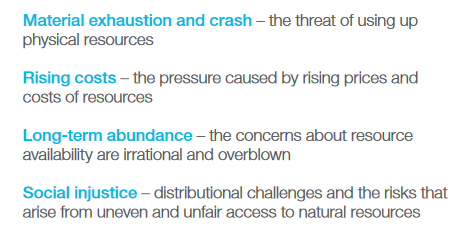 Material exhaustion and crash – the threat of using up
physical resources
Rising costs – the pressure caused by rising prices and
costs of resources
Long-term abundance – the concerns about resource
availability are irrational and overblown
Social injustice – distributional challenges and the risks that
arise from uneven and unfair access to natural resources